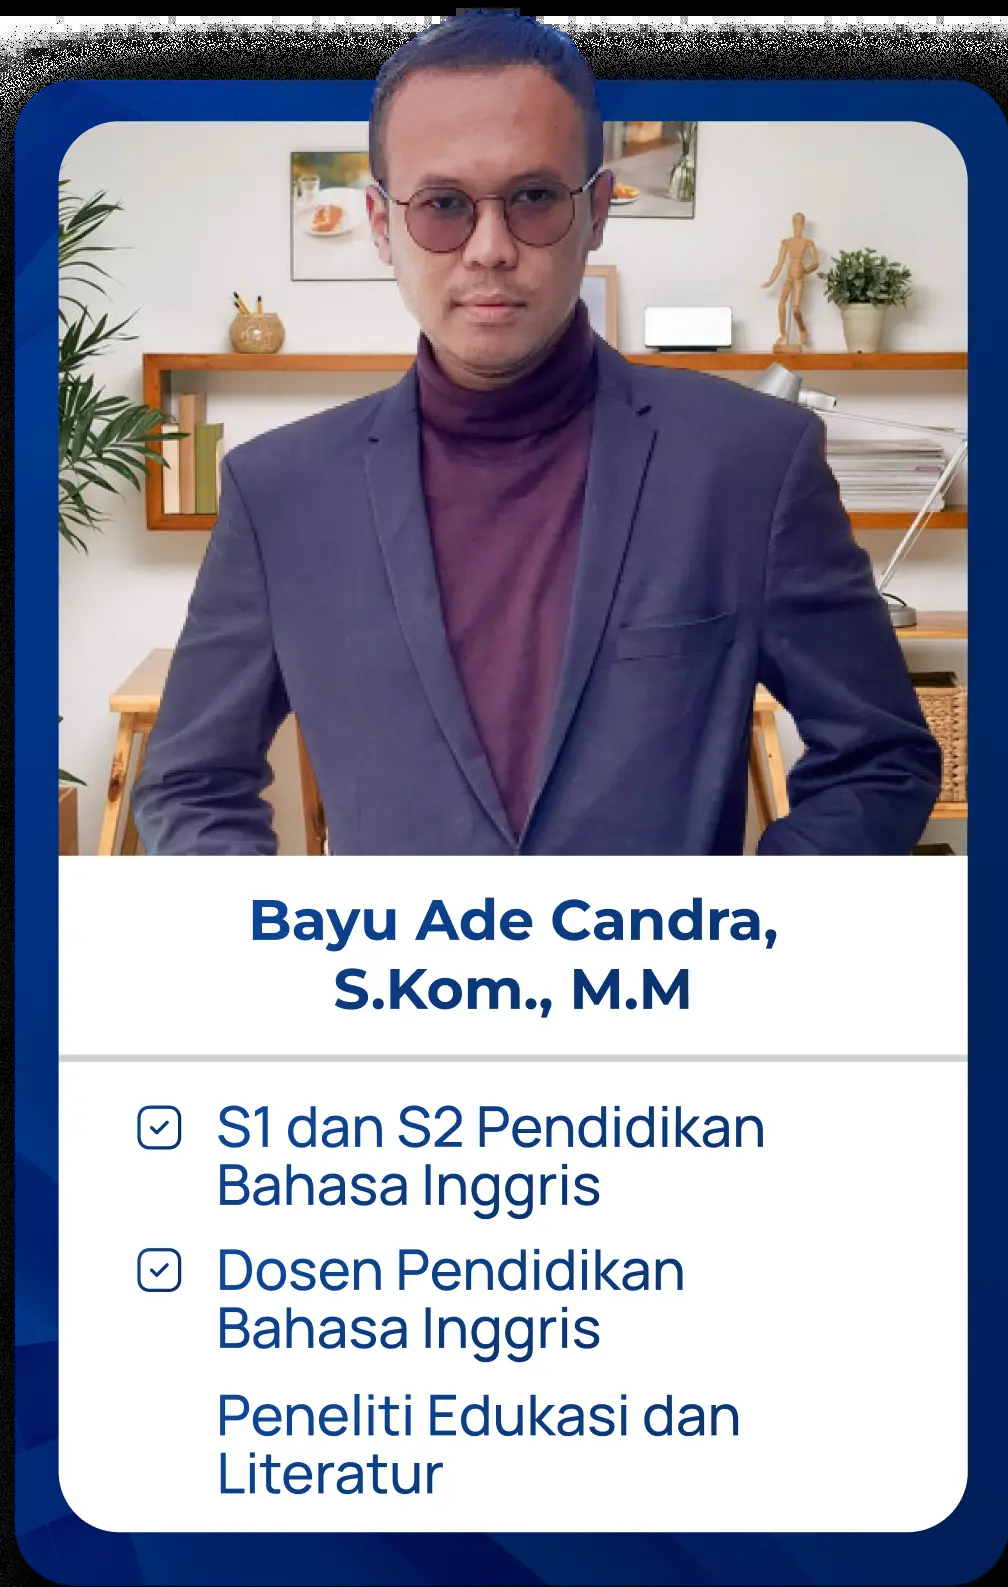 Bayu Ade Candra,
S.Kom., M.M
S1 dan S2 Pendidikan
Bahasa Inggris
Dosen Pendidikan
Bahasa Inggris
Peneliti Edukasi dan
Literatur